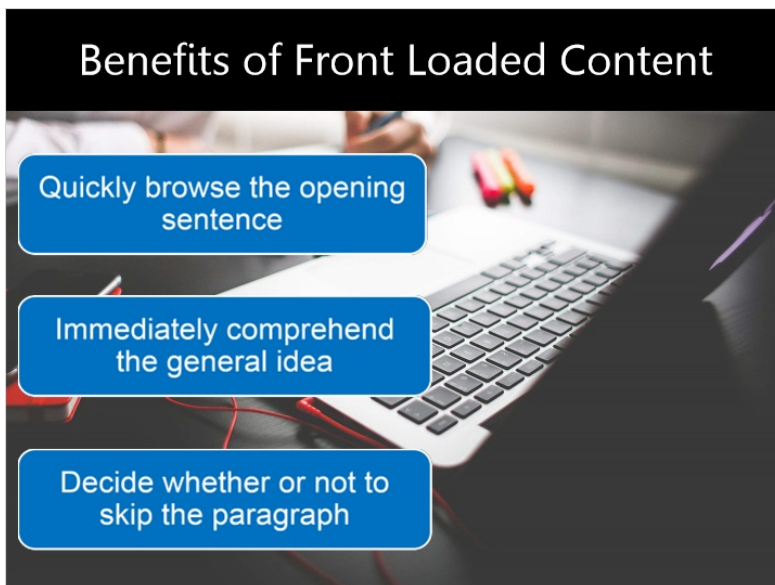 Benefits of Front Loaded Content
Quickly browse the opening
sentence
Immediately comprehend
the general idea
Decide whether or not to
skip the paragraph